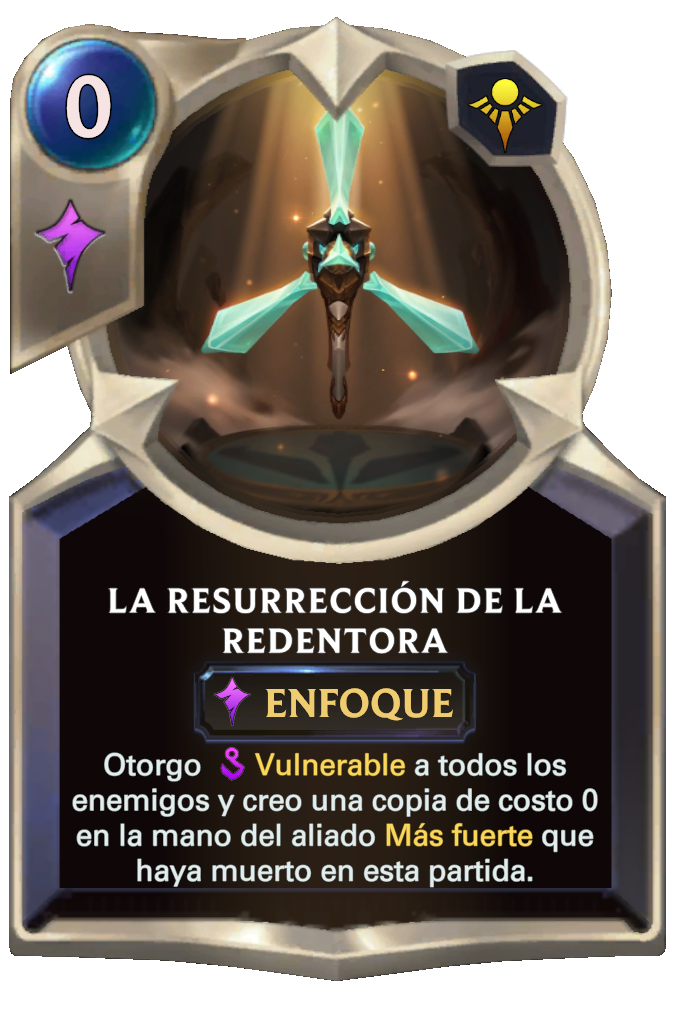 0
LA RESURRECCIÓN DE LA
REDENTORA
ENFOQUE
Otorgo Vulnerable a todos los
enemigos y creo una copia de costo 0
en la mano del aliado Más fuerte que
haya muerto en esta partida.